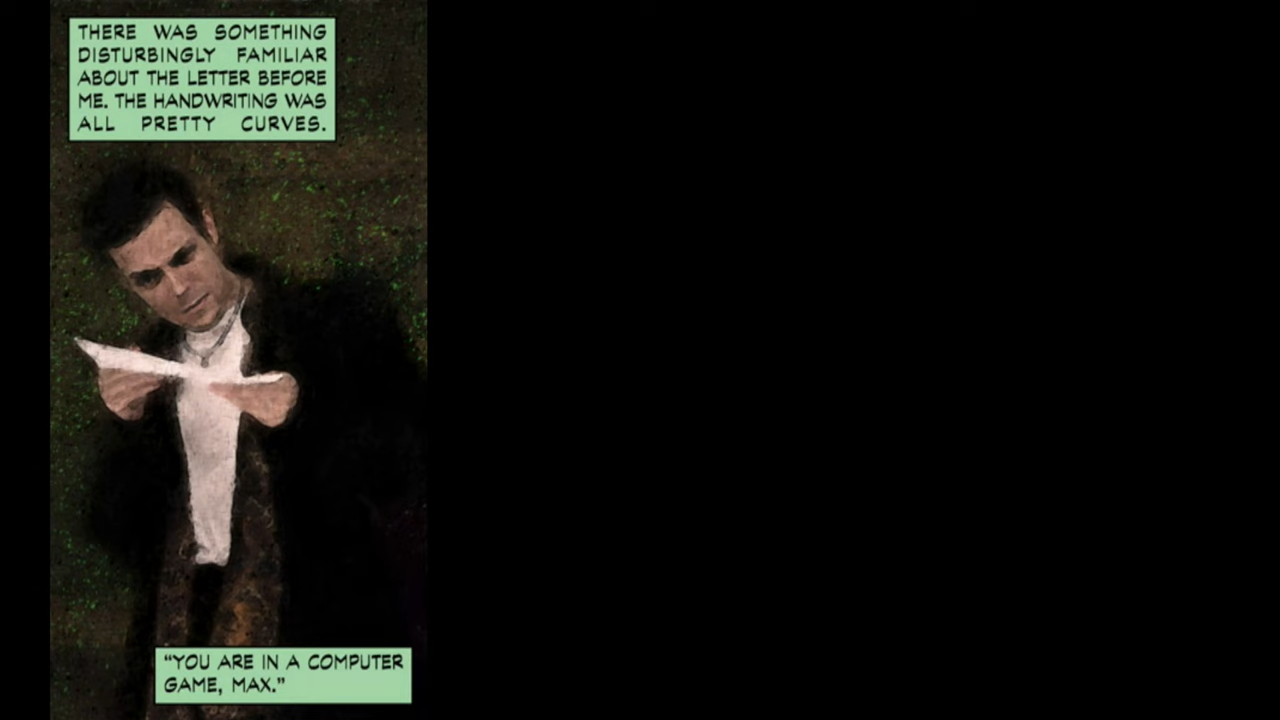 THERE WAS SOMETHING
DISTURBINGLY FAMILIAR
ABOUT THE LETTER BEFORE
ME. THE HANDWRITING WAS
ALL PRETTY CURVES.
“YOU ARE IN A COMPUTER
GAME, MAX.”